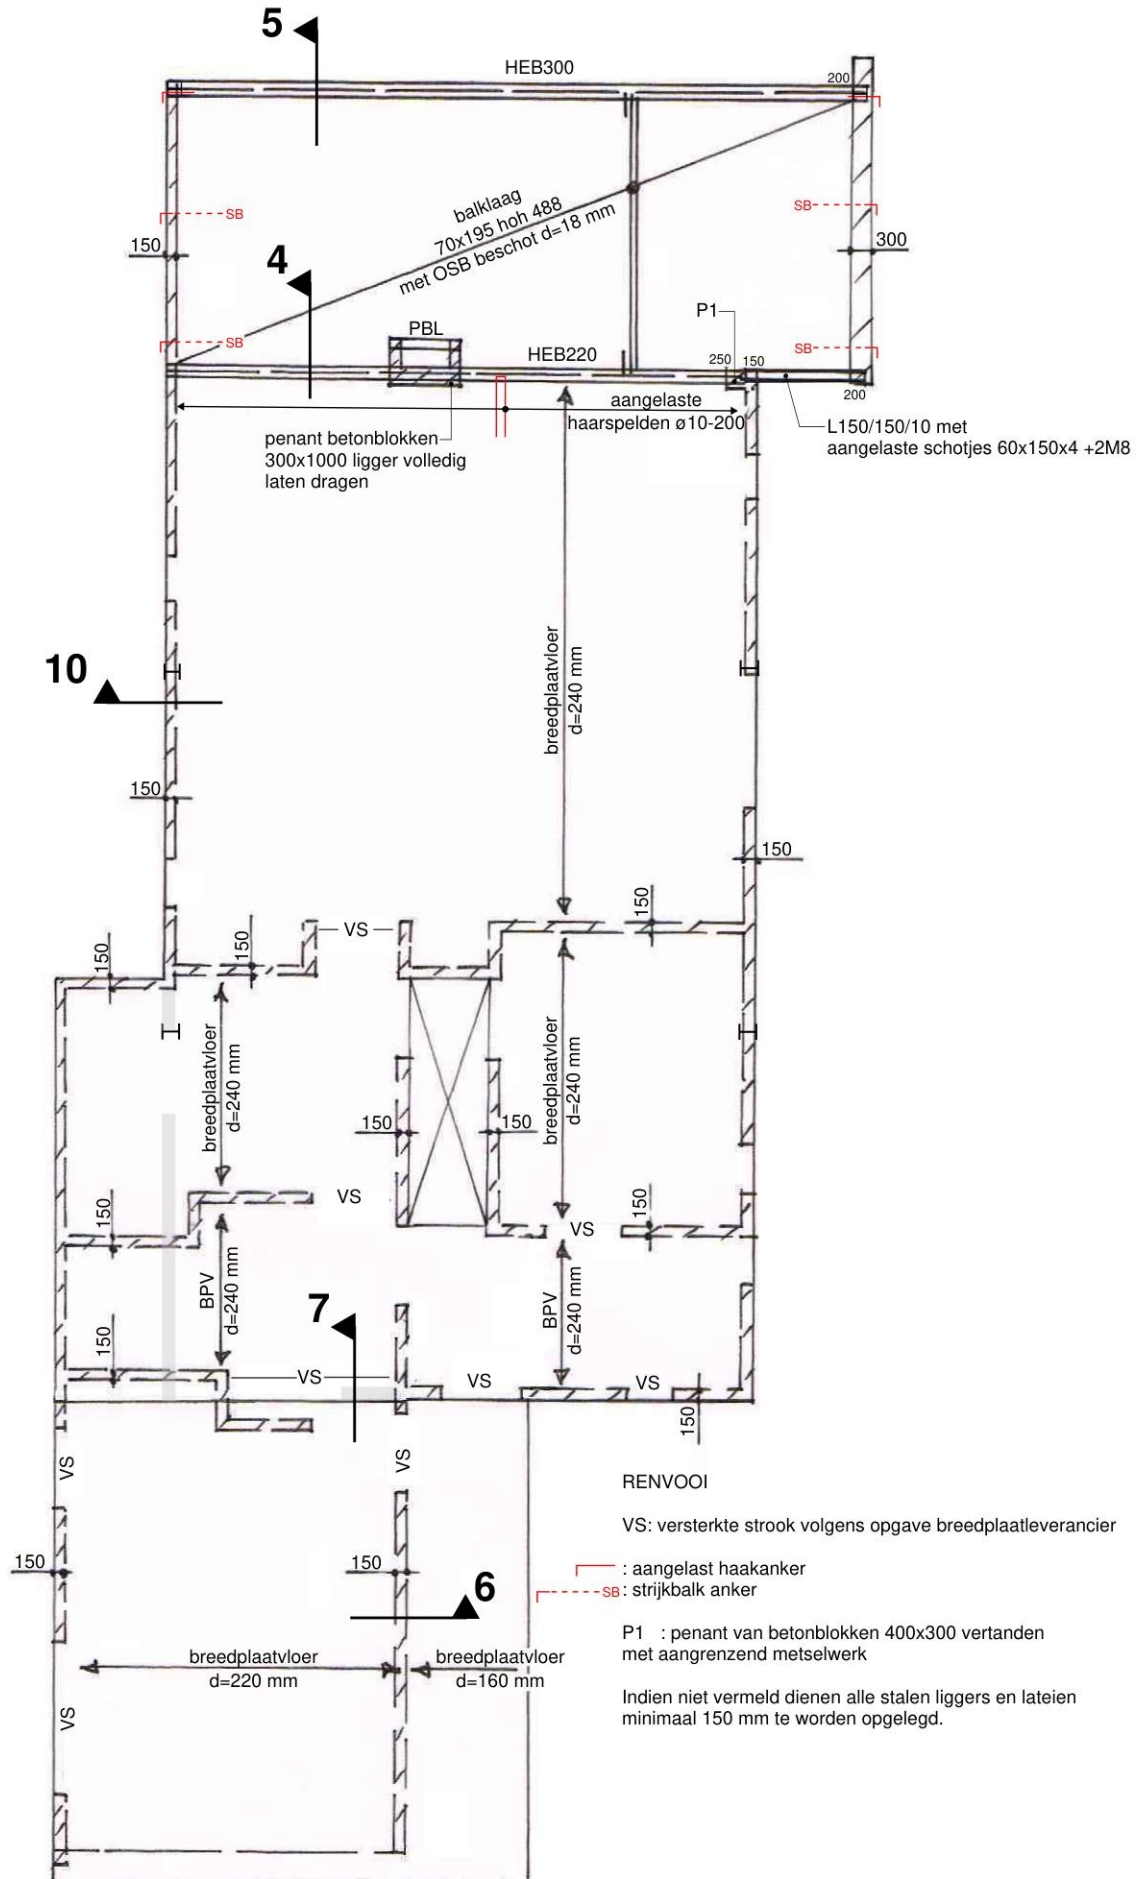 5
HEB300
200
balklaag
70x195 hoh 488
met OSB beschot d=18 mm
SB
SB
150
300
4
P1
SB
SB
PBL
HEB220
250
150
200
aangelaste
haarspelden ø10-200
penant betonblokken
300x1000 ligger volledig
laten dragen
L150/150/10 met
aangelaste schotjes 60x150x4 +2M8
breedplaatvloer
d=240 mm
10
150
150
150
VS
150
150
breedplaatvloer
d=240 mm
breedplaatvloer
d=240 mm
150
150
VS
150
150
VS
BPV
d=240 mm
BPV
d=240 mm
7
150
VS
VS
VS
150
VS
VS
RENVOOI
VS: versterkte strook volgens opgave breedplaatleverancier
: aangelast haakanker
SB : strijkbalk anker
P1 : penant van betonblokken 400x300 vertanden
met aangrenzend metselwerk
Indien niet vermeld dienen alle stalen liggers en lateien
minimaal 150 mm te worden opgelegd.
150
150
6
breedplaatvloer
d=220 mm
breedplaatvloer
d=160 mm
VS